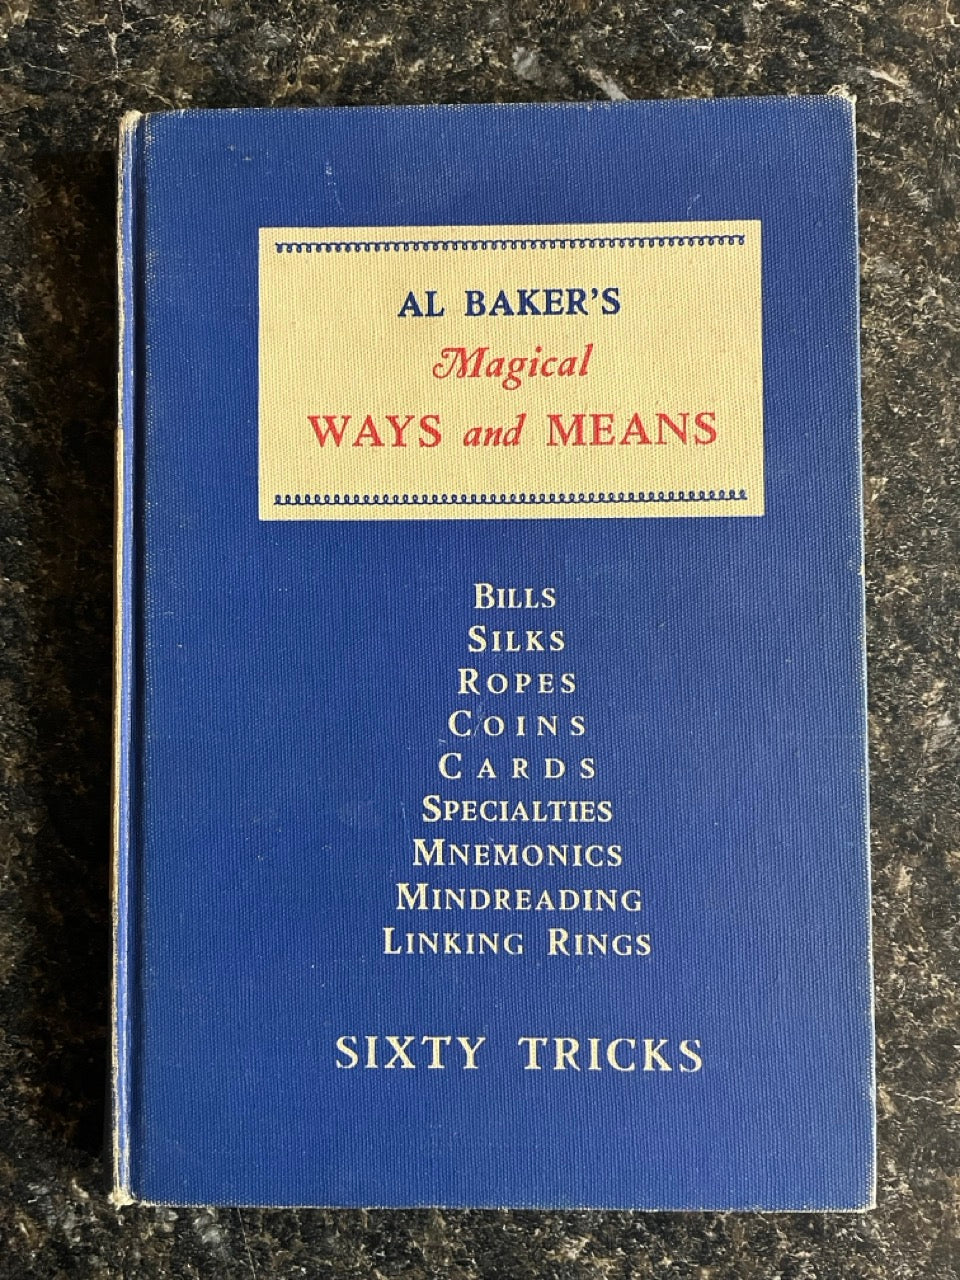 AL BAKER'S
Magical
WAYS and MEANS
BILLS
SILKS
ROPES
COINS
CARDS
SPECIALTIES
MNEMONICS
MINDREADING
LINKING RINGS
SIXTY TRICKS